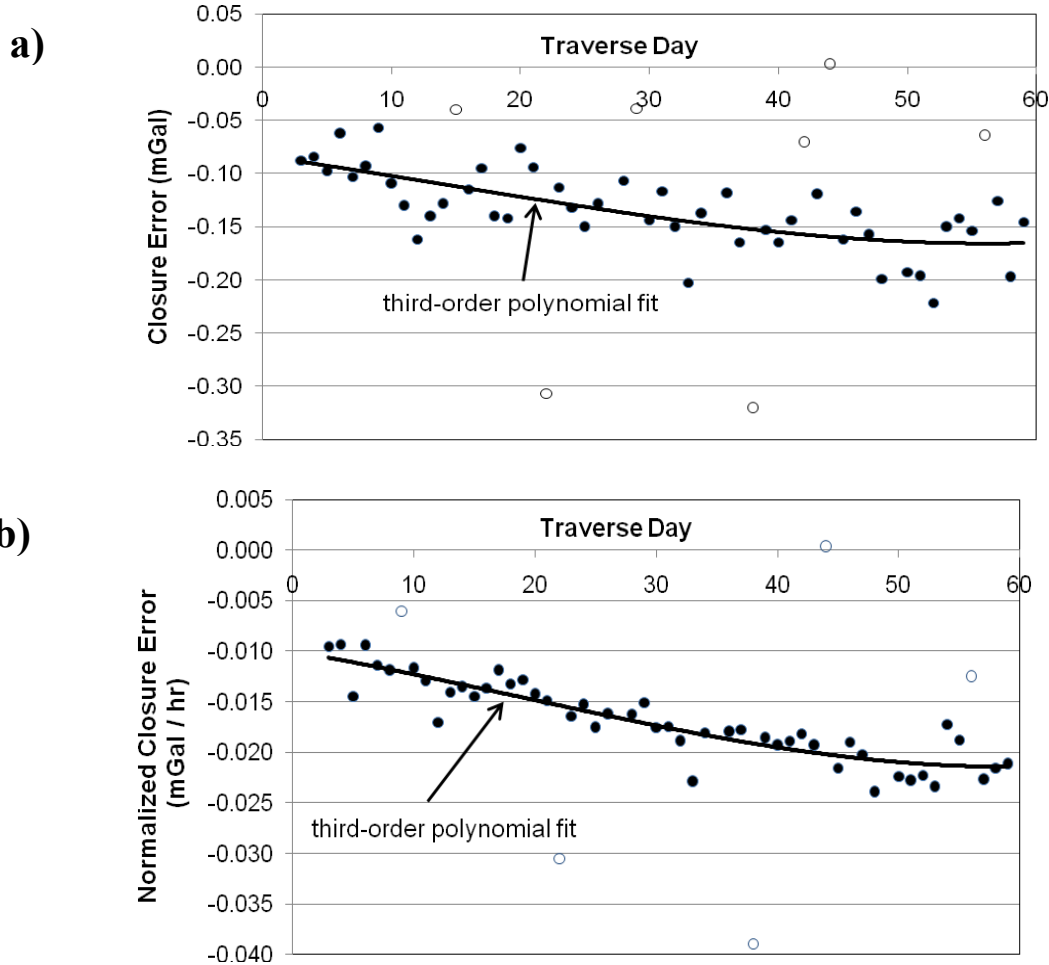 a)
0.05
Traverse Day
0.00
0 10 20 30 40 50 60
-0.05
-0.10
-0.15
-0.20
-0.25
-0.30
-0.35
Closure Error (mGal)
third-order polynomial fit
b)
0.005
Traverse Day
0.000
0 10 20 30 40 50 60
-0.005
-0.010
-0.015
-0.020
-0.025
-0.030
-0.035
-0.040
Normalized Closure Error
(mGal / hr)
third-order polynomial fit